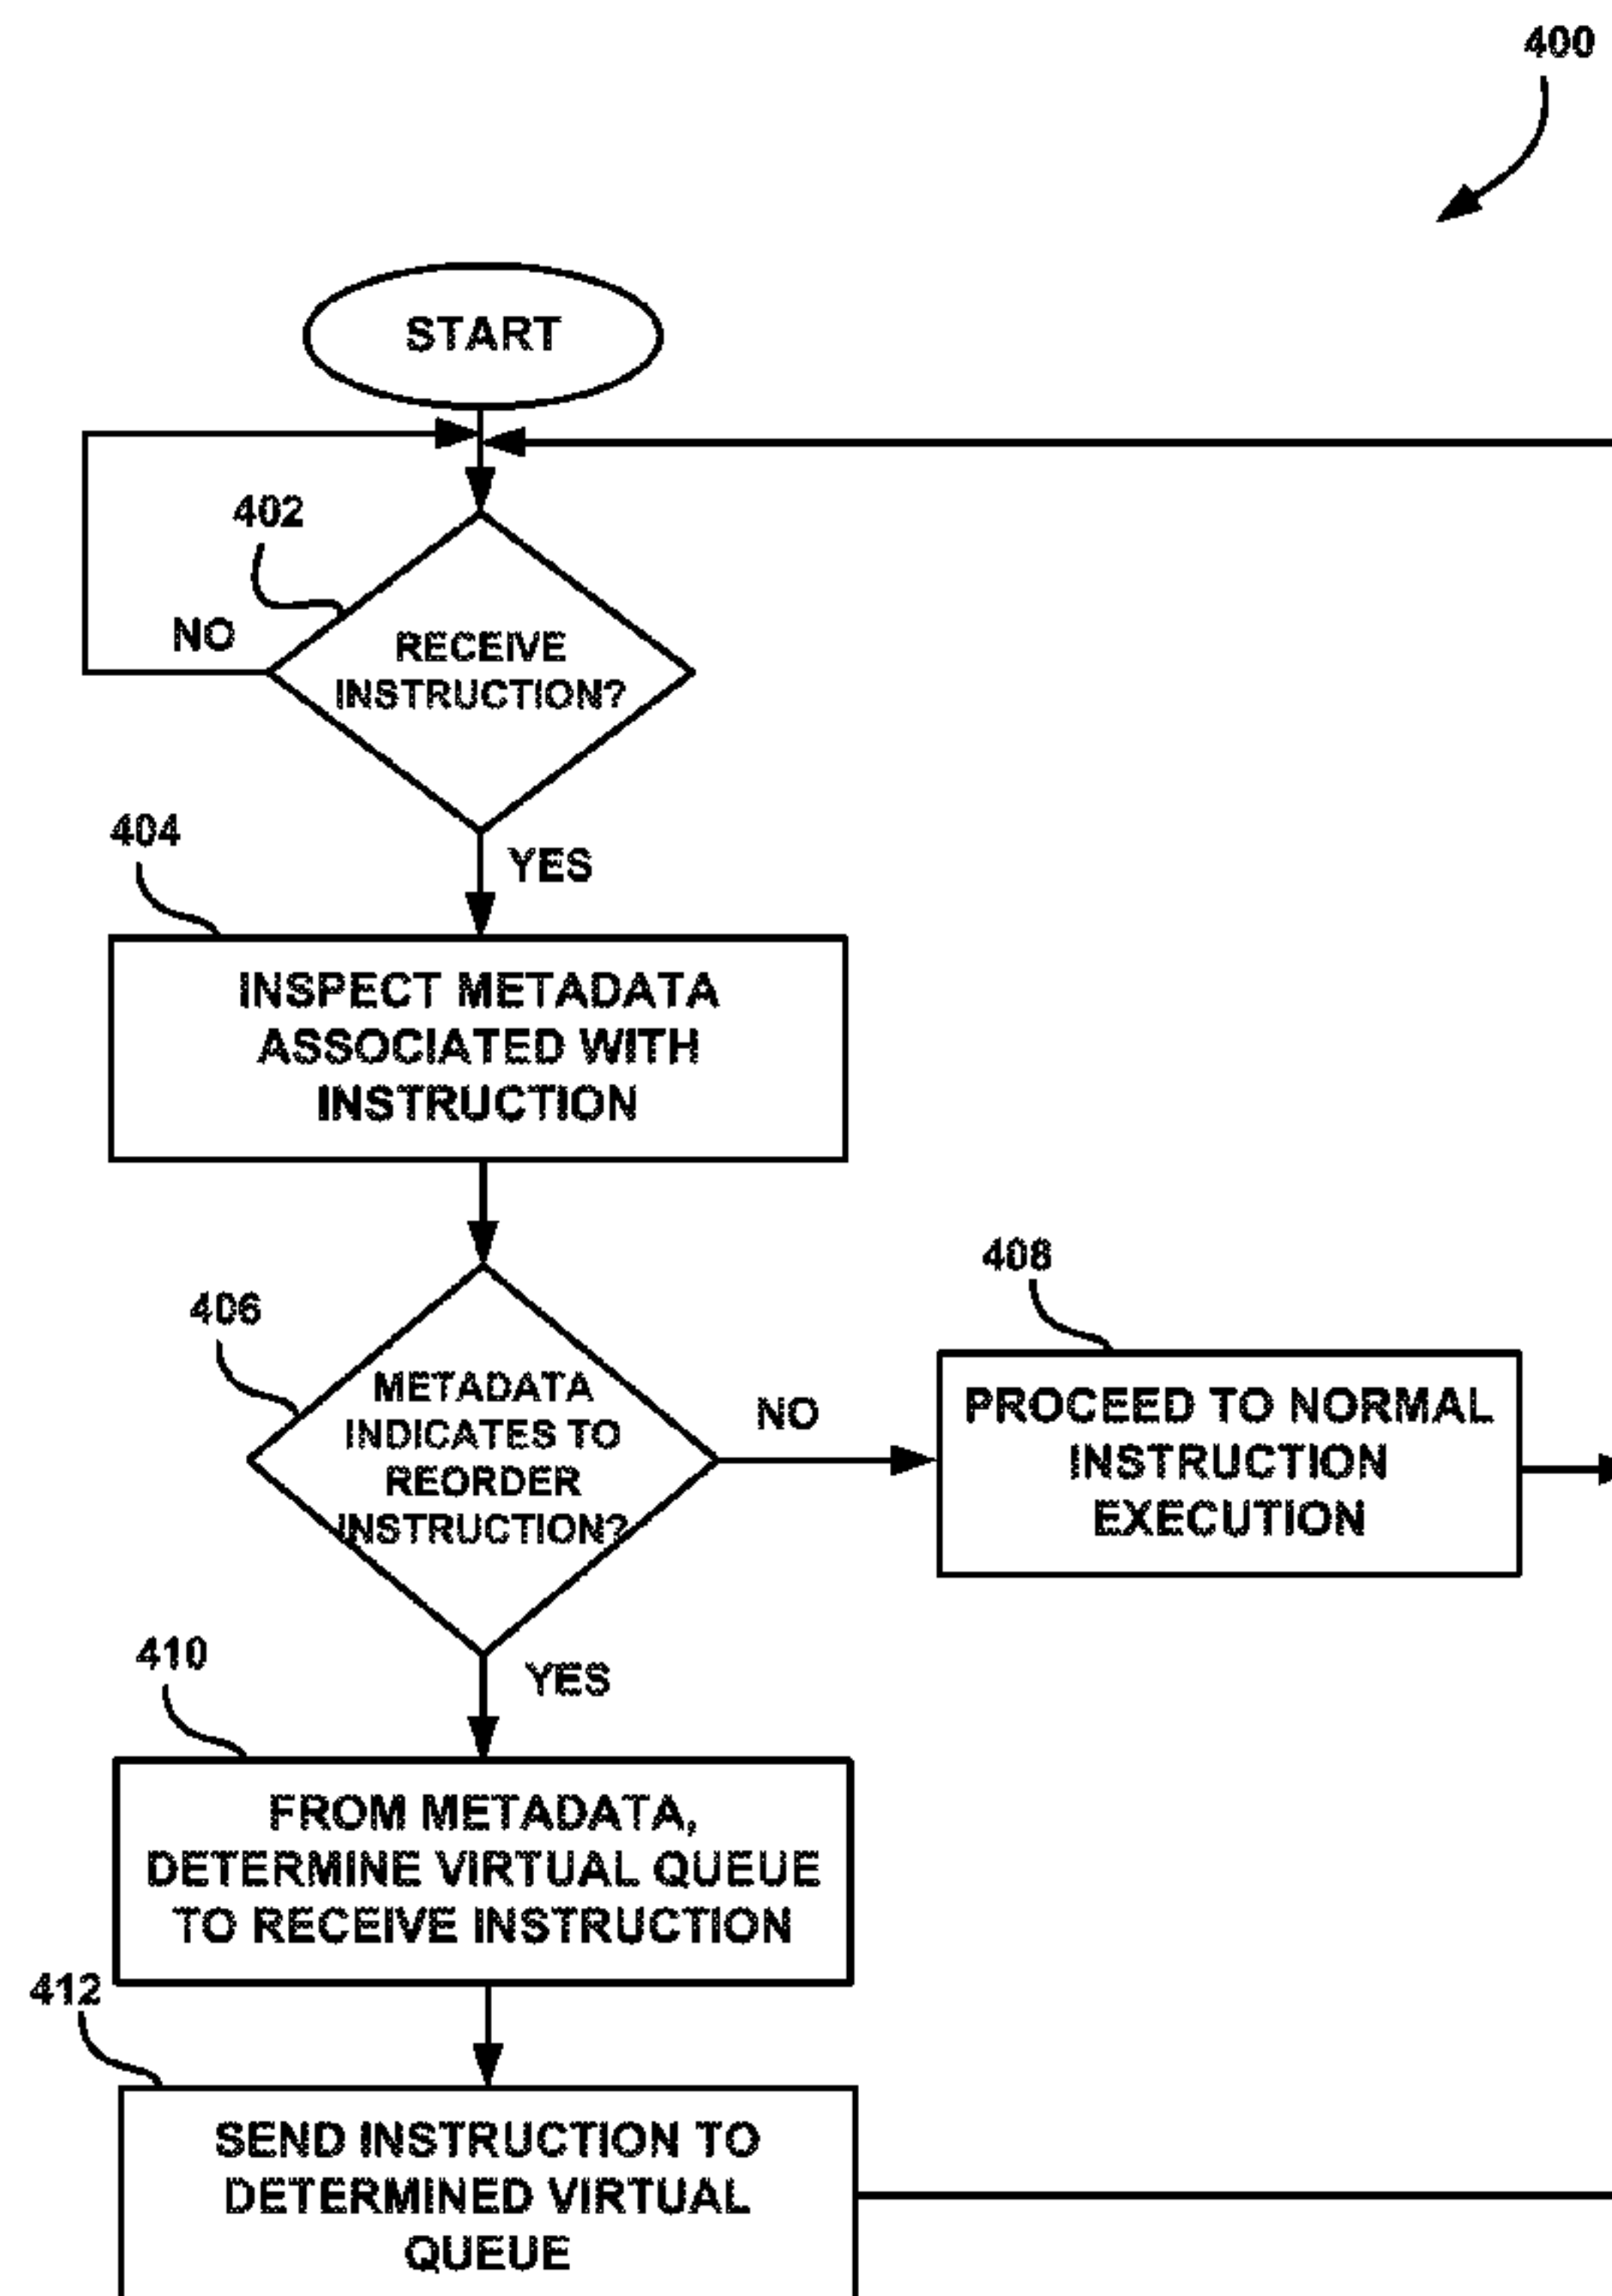 400
START
402
NO
RECEIVE
INSTRUCTION?
404
YES
INSPECT METADATA
ASSOCIATED WITH
INSTRUCTION
406
408
METADATA
INDICATES TO
REORDER
INSTRUCTION?
NO
PROCEED TO NORMAL
INSTRUCTION
EXECUTION
410
YES
FROM METADATA,
DETERMINE VIRTUAL QUEUE
TO RECEIVE INSTRUCTION
412
SEND INSTRUCTION TO
DETERMINED VIRTUAL
QUEUE